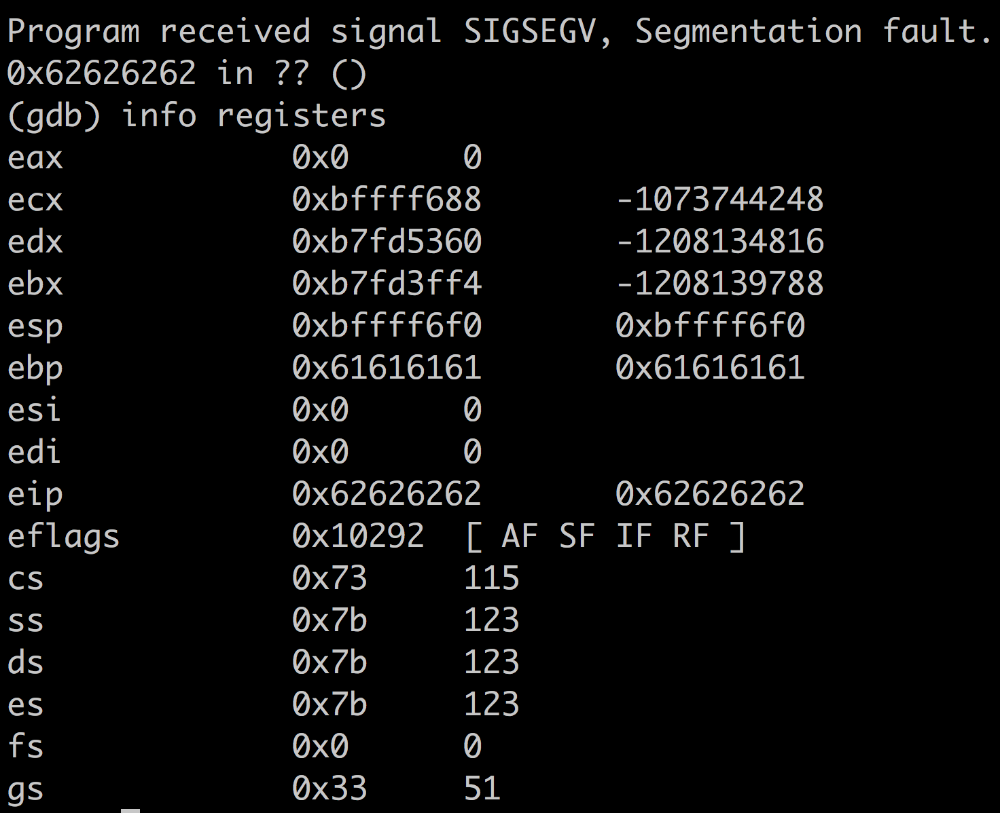 Program received signal SIGSEGV, Segmentation fault.
0x62626262 in ?? ()
(gdb) info registers
eax            0x0      0
ecx            0xbffff688       -1073744248
edx            0xb7fd5360       -1208134816
ebx            0xb7fd3ff4       -1208139788
esp            0xbffff6f0       0xbffff6f0
ebp            0x61616161       0x61616161
esi            0x0      0
edi            0x0      0
eip            0x62626262       0x62626262
eflags         0x10292  [ AF SF IF RF ]
cs             0x73     115
ss             0x7b     123
ds             0x7b     123
es             0x7b     123
fs             0x0      0
gs             0x33     51